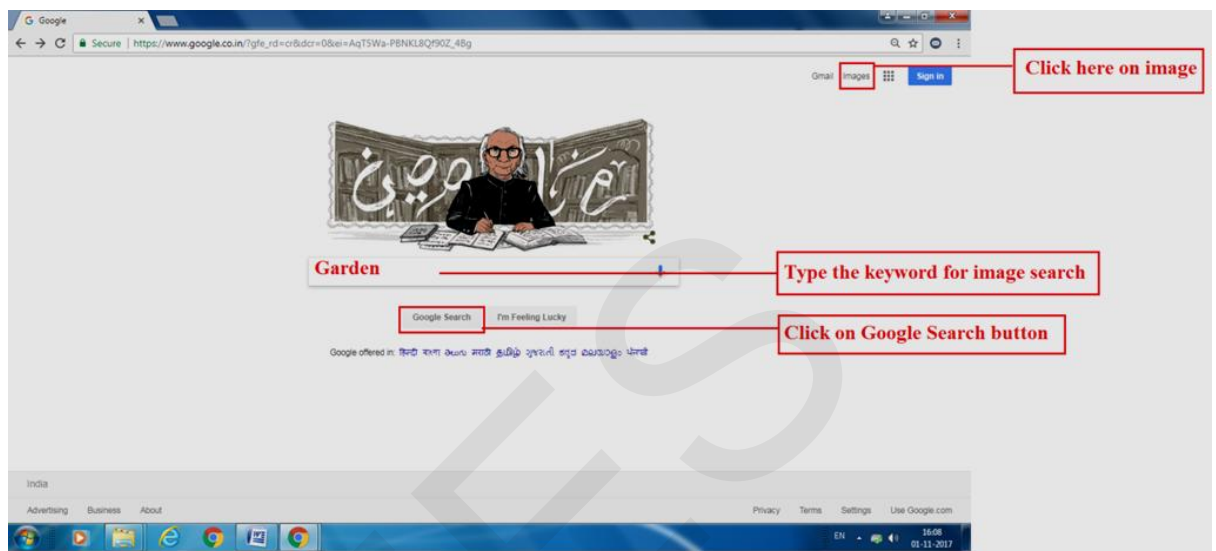 Google
Secure | https://www.google.co.in/?gfe_rd=cr&dcr=0&ei=AqT5Wa-PBNKL8Qf90Z_4Bg
Gmail Images Sign in
Click here on image
Garden
Type the keyword for image search
Google Search I'm Feeling Lucky
Click on Google Search button
Google offered in: हिन्दी বাংলা తెలుగు मराठी தமிழ் ગુજરાતી ಕನ್ನಡ മലയാളം ਪੰਜਾਬੀ
India
Advertising Business About Privacy Terms Settings Use Google.com
EN 16:08
01-11-2017